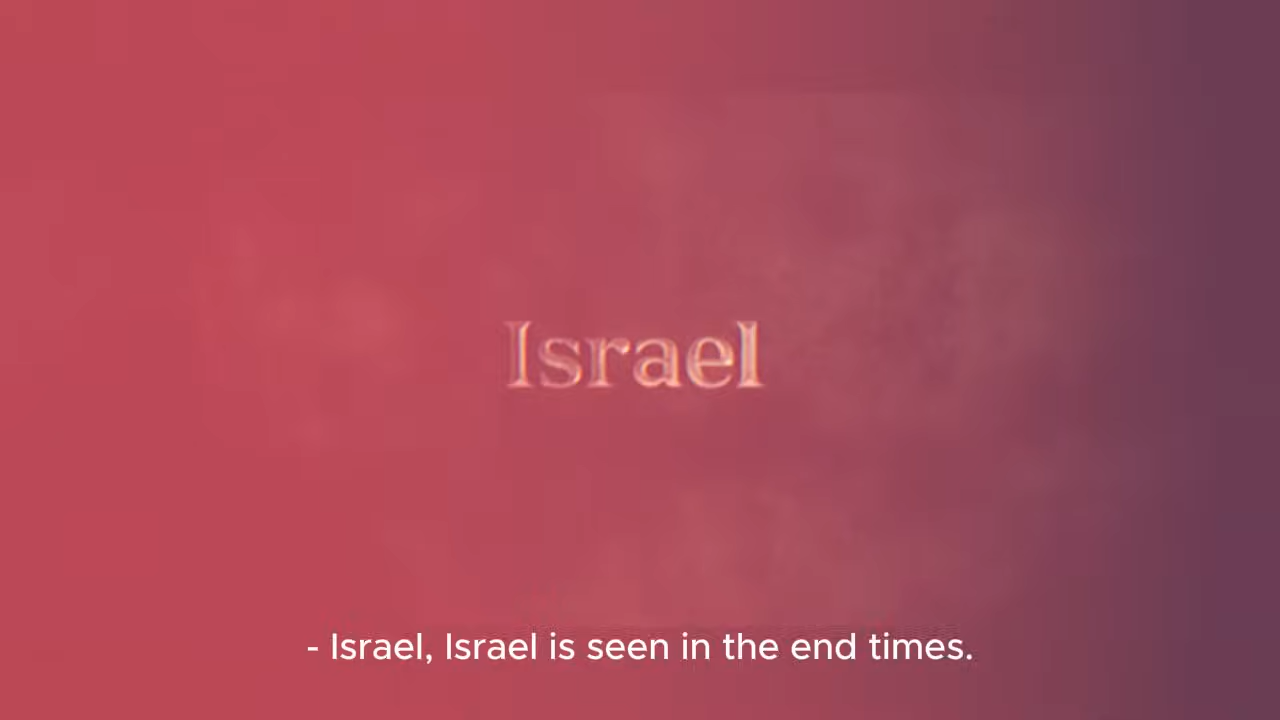 Israel
- Israel, Israel is seen in the end times.